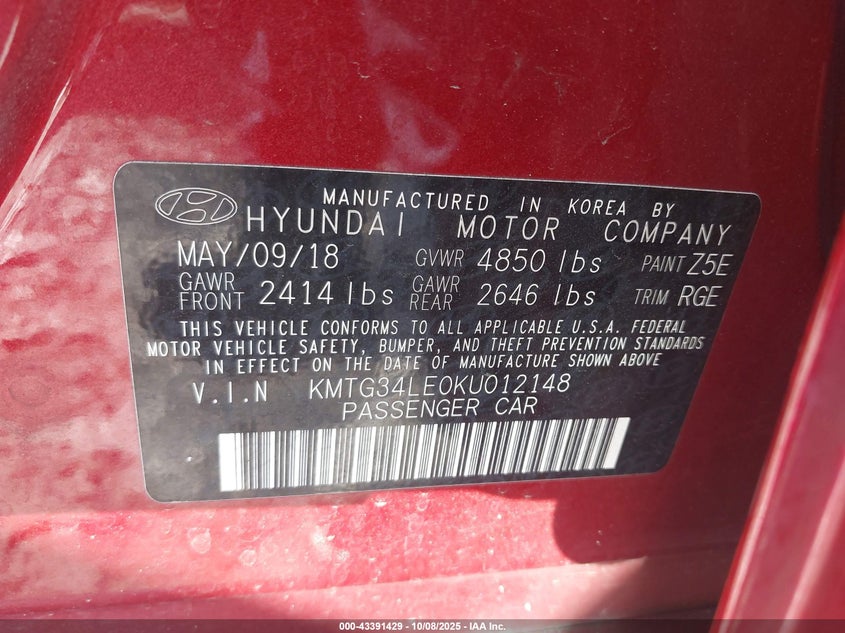 MANUFACTURED IN KOREA BY
HYUNDAI MOTOR COMPANY
MAY/09/18 GVWR 4850 lbs PAINT Z5E
GAWR FRONT 2414 lbs GAWR REAR 2646 lbs TRIM RGE
THIS VEHICLE CONFORMS TO ALL APPLICABLE U.S.A. FEDERAL
MOTOR VEHICLE SAFETY, BUMPER, AND THEFT PREVENTION STANDARDS
IN EFFECT ON THE DATE OF MANUFACTURE SHOWN ABOVE
V.I.N KMTG34LE0KU012148
PASSENGER CAR
000-43391429 - 10/08/2025 - IAA Inc.